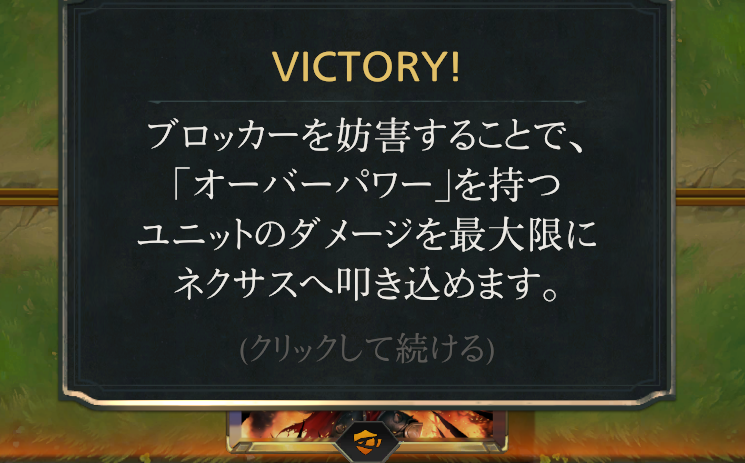 VICTORY!
ブロッカーを妨害することで、
「オーバーパワー」を持つ
ユニットのダメージを最大限に
ネクサスへ叩き込めます。
(クリックして続ける)